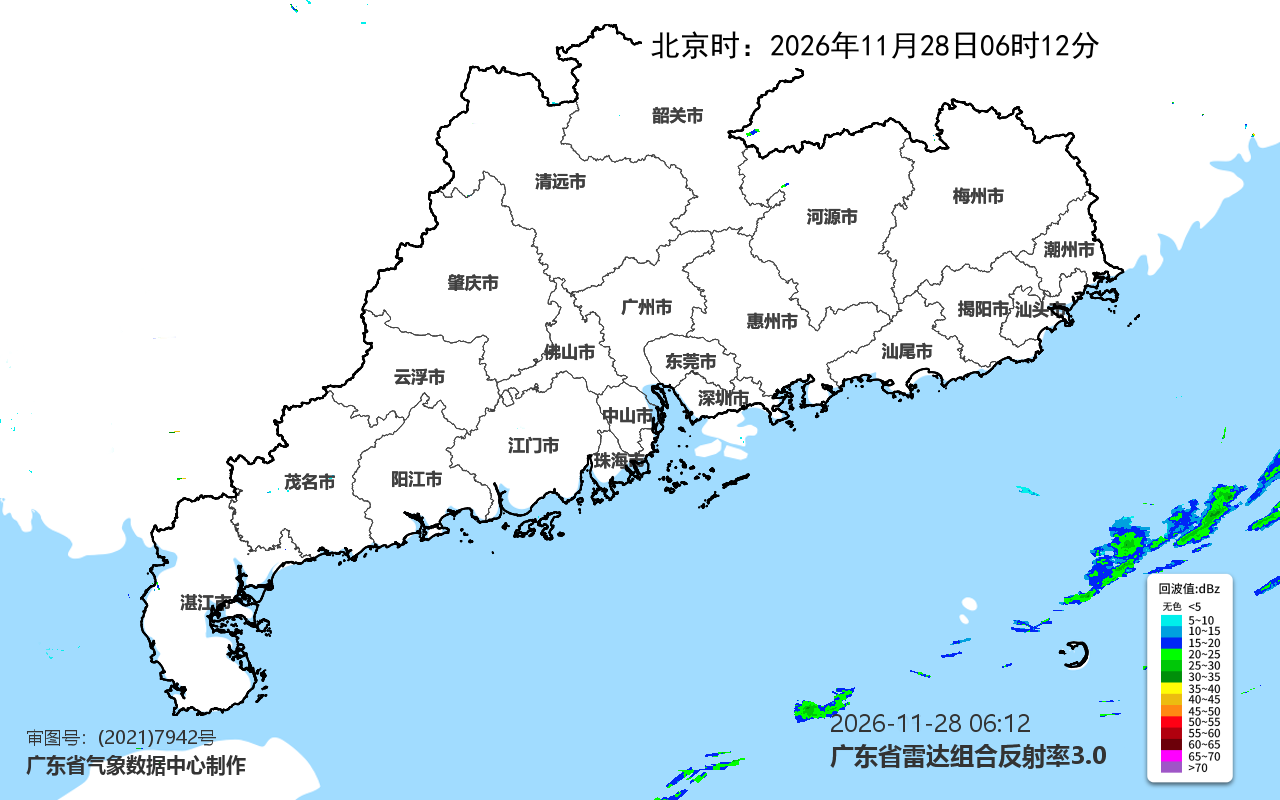 北京时：2026年11月28日06时12分
韶关市
清远市
梅州市
河源市
潮州市
肇庆市
广州市
惠州市
揭阳市
汕头市
佛山市
汕尾市
东莞市
云浮市
深圳市
中山市
江门市
珠海市
阳江市
茂名市
湛江市
回波值:dBz
无色 <5
5~10
10~15
15~20
20~25
25~30
30~35
35~40
40~45
45~50
50~55
55~60
60~65
65~70
>70
2026-11-28 06:12
广东省雷达组合反射率3.0
审图号：(2021)7942号
广东省气象数据中心制作